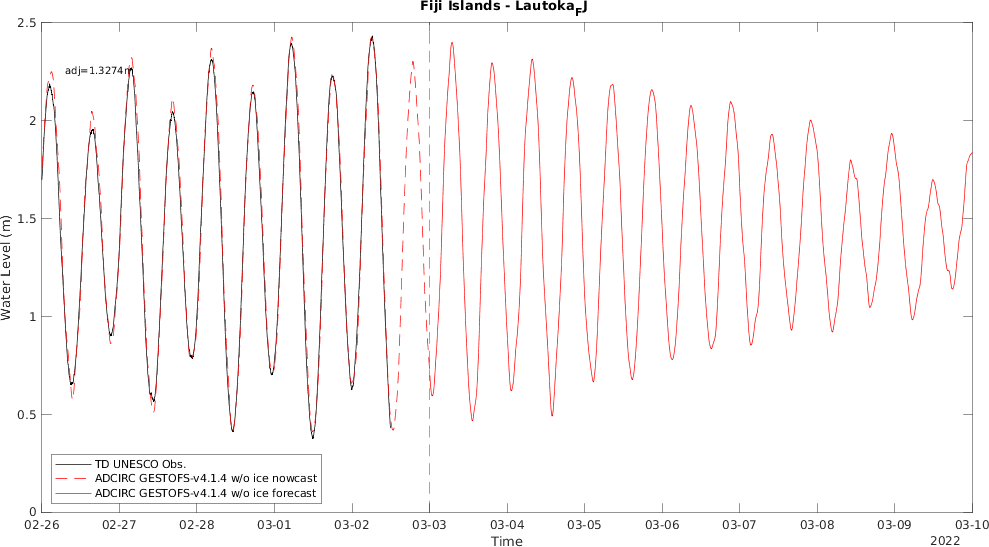 Fiji Islands - Lautoka_FJ
2.5
adj=1.3274m
2
1.5
Water Level (m)
1
0.5
TD UNESCO Obs.
ADCIRC GESTOFS-v4.1.4 w/o ice nowcast
ADCIRC GESTOFS-v4.1.4 w/o ice forecast
0
02-26 02-27 02-28 03-01 03-02 03-03 03-04 03-05 03-06 03-07 03-08 03-09 03-10
Time
2022